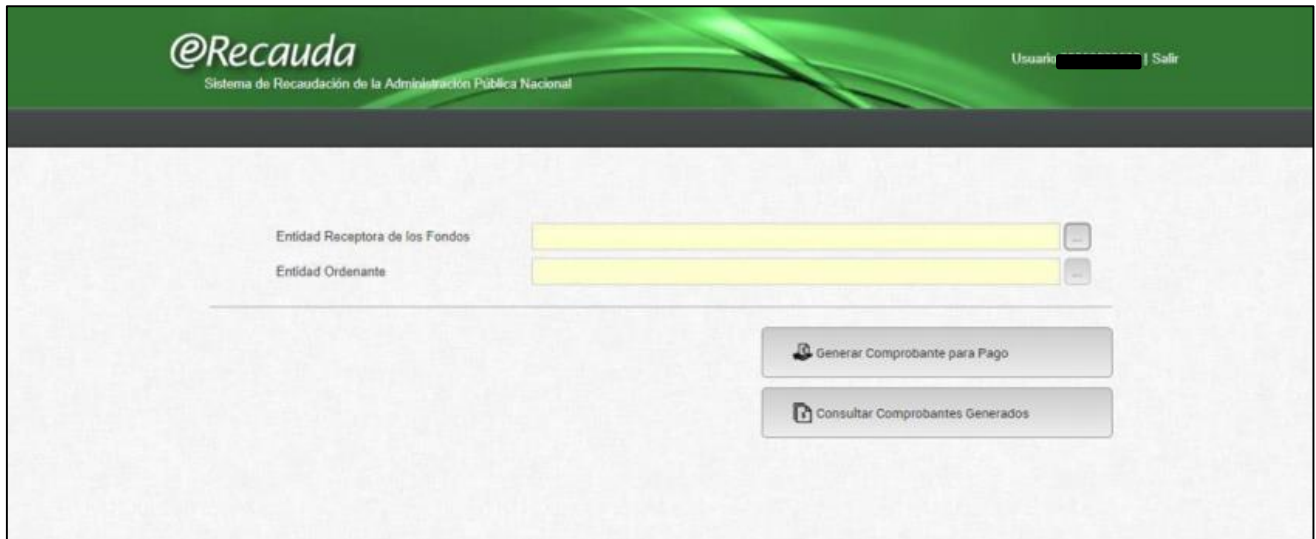 @Recauda
Sistema de Recaudación de la Administración Pública Nacional
Usuario | Salir
Entidad Receptora de los Fondos
...
Entidad Ordenante
...
Generar Comprobante para Pago
Consultar Comprobantes Generados